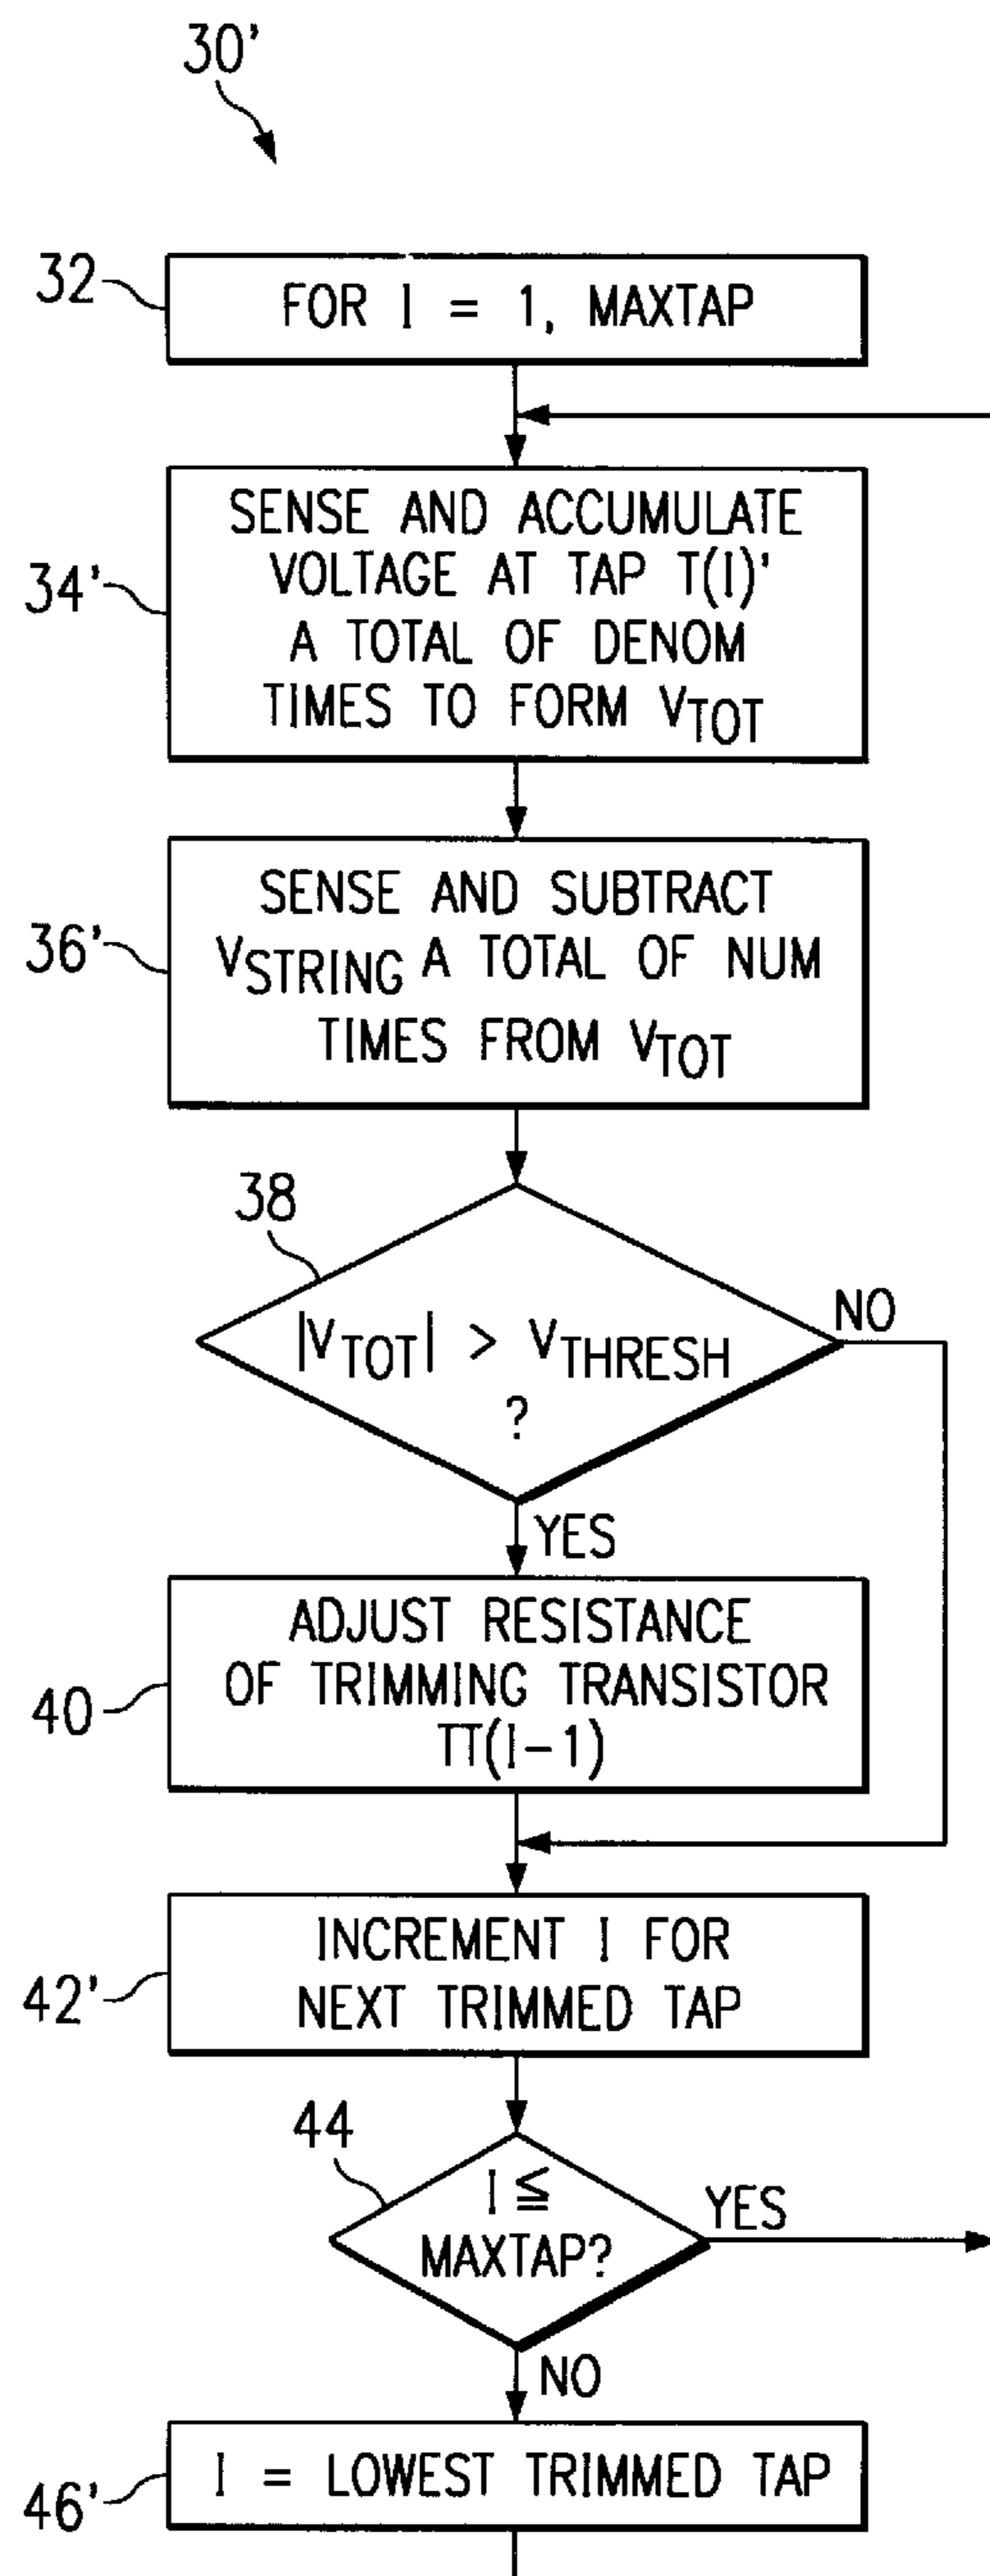 30'
32
FOR I = 1, MAXTAP
34'
SENSE AND ACCUMULATE
VOLTAGE AT TAP T(I)'
A TOTAL OF DENOM
TIMES TO FORM VTOT
36'
SENSE AND SUBTRACT
VSTRING A TOTAL OF NUM
TIMES FROM VTOT
38
|VTOT| > VTHRESH
?
NO
YES
40
ADJUST RESISTANCE
OF TRIMMING TRANSISTOR
TT(I-1)
42'
INCREMENT I FOR
NEXT TRIMMED TAP
44
I ≦
MAXTAP?
YES
NO
46'
I = LOWEST TRIMMED TAP